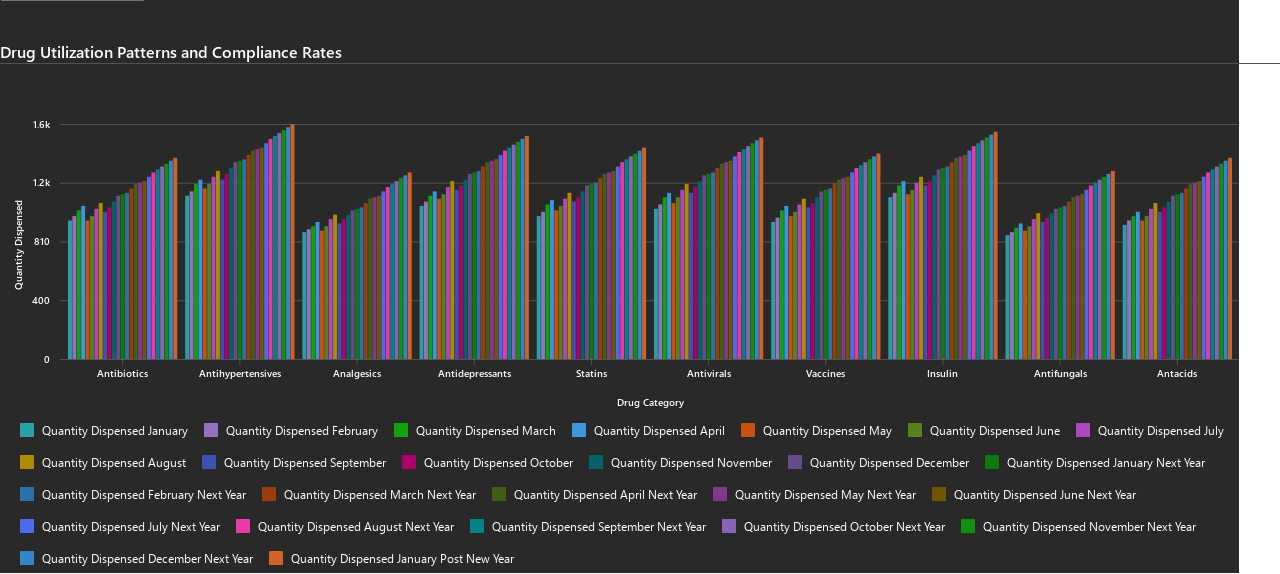 Drug Utilization Patterns and Compliance Rates
1.6k
1.2k
810
400
0
Quantity Dispensed
Antibiotics Antihypertensives Analgesics Antidepressants Statins Antivirals Vaccines Insulin Antifungals Antacids
Drug Category
Quantity Dispensed January Quantity Dispensed February Quantity Dispensed March Quantity Dispensed April Quantity Dispensed May Quantity Dispensed June Quantity Dispensed July
Quantity Dispensed August Quantity Dispensed September Quantity Dispensed October Quantity Dispensed November Quantity Dispensed December Quantity Dispensed January Next Year
Quantity Dispensed February Next Year Quantity Dispensed March Next Year Quantity Dispensed April Next Year Quantity Dispensed May Next Year Quantity Dispensed June Next Year
Quantity Dispensed July Next Year Quantity Dispensed August Next Year Quantity Dispensed September Next Year Quantity Dispensed October Next Year Quantity Dispensed November Next Year
Quantity Dispensed December Next Year Quantity Dispensed January Post New Year